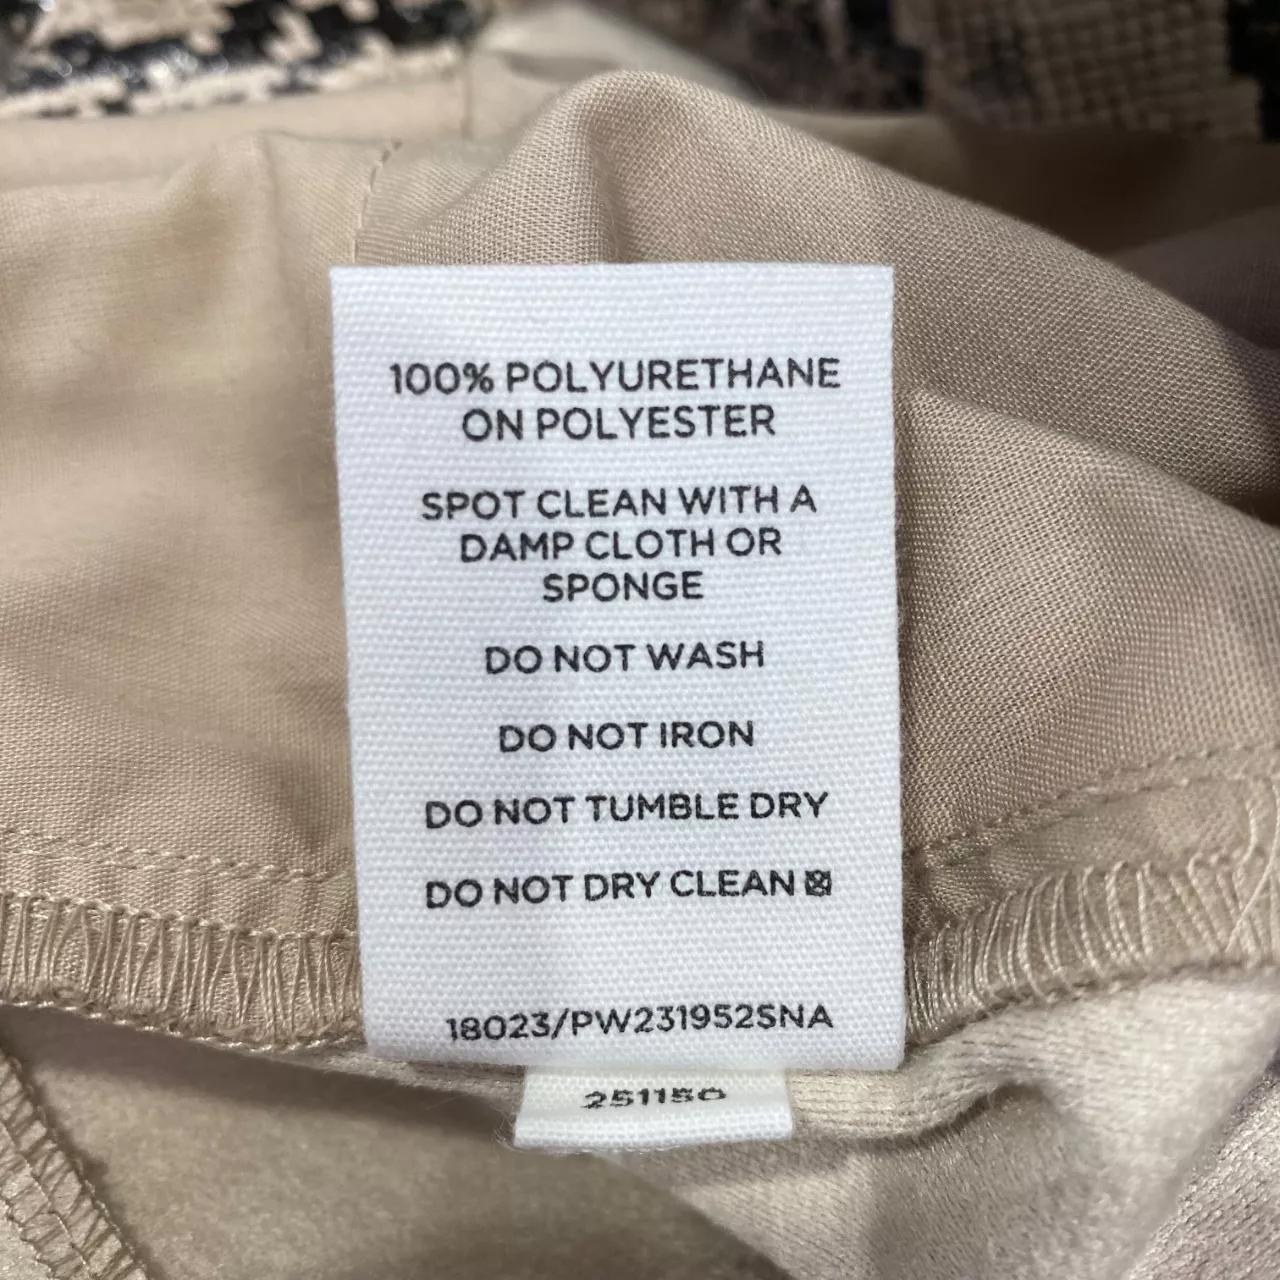 100% POLYURETHANE
ON POLYESTER
SPOT CLEAN WITH A
DAMP CLOTH OR
SPONGE
DO NOT WASH
DO NOT IRON
DO NOT TUMBLE DRY
DO NOT DRY CLEAN
18023/PW231952SNA
251150